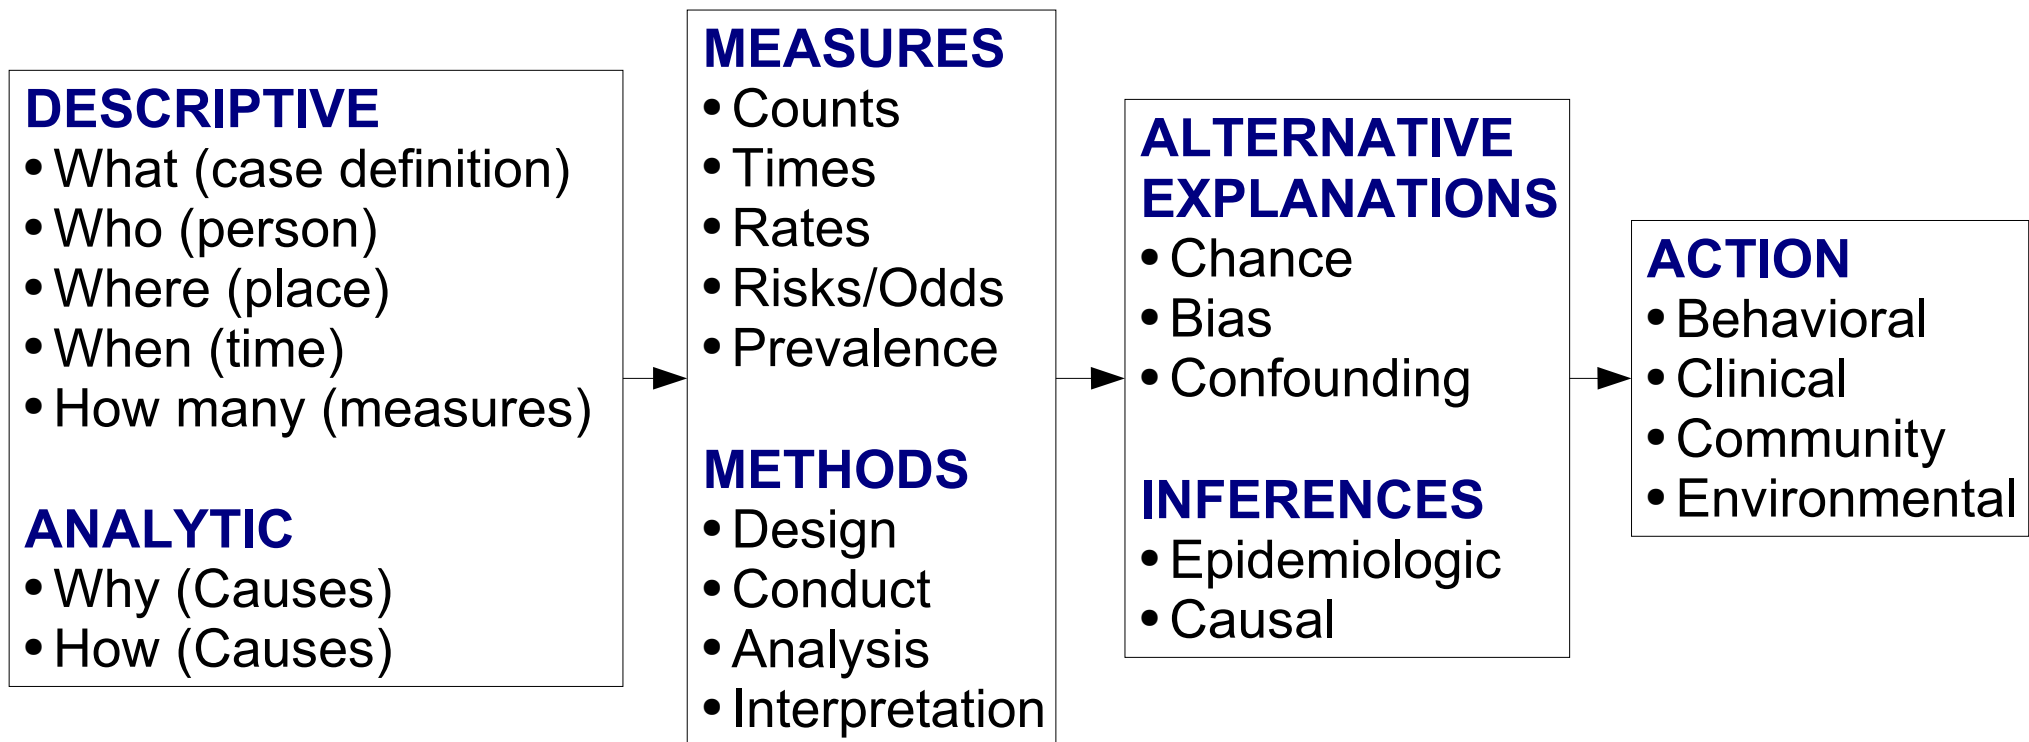 DESCRIPTIVE
• What (case definition)
• Who (person)
• Where (place)
• When (time)
• How many (measures)
ANALYTIC
• Why (Causes)
• How (Causes)
MEASURES
• Counts
• Times
• Rates
• Risks/Odds
• Prevalence
METHODS
• Design
• Conduct
• Analysis
• Interpretation
ALTERNATIVE
EXPLANATIONS
• Chance
• Bias
• Confounding
INFERENCES
• Epidemiologic
• Causal
ACTION
• Behavioral
• Clinical
• Community
• Environmental